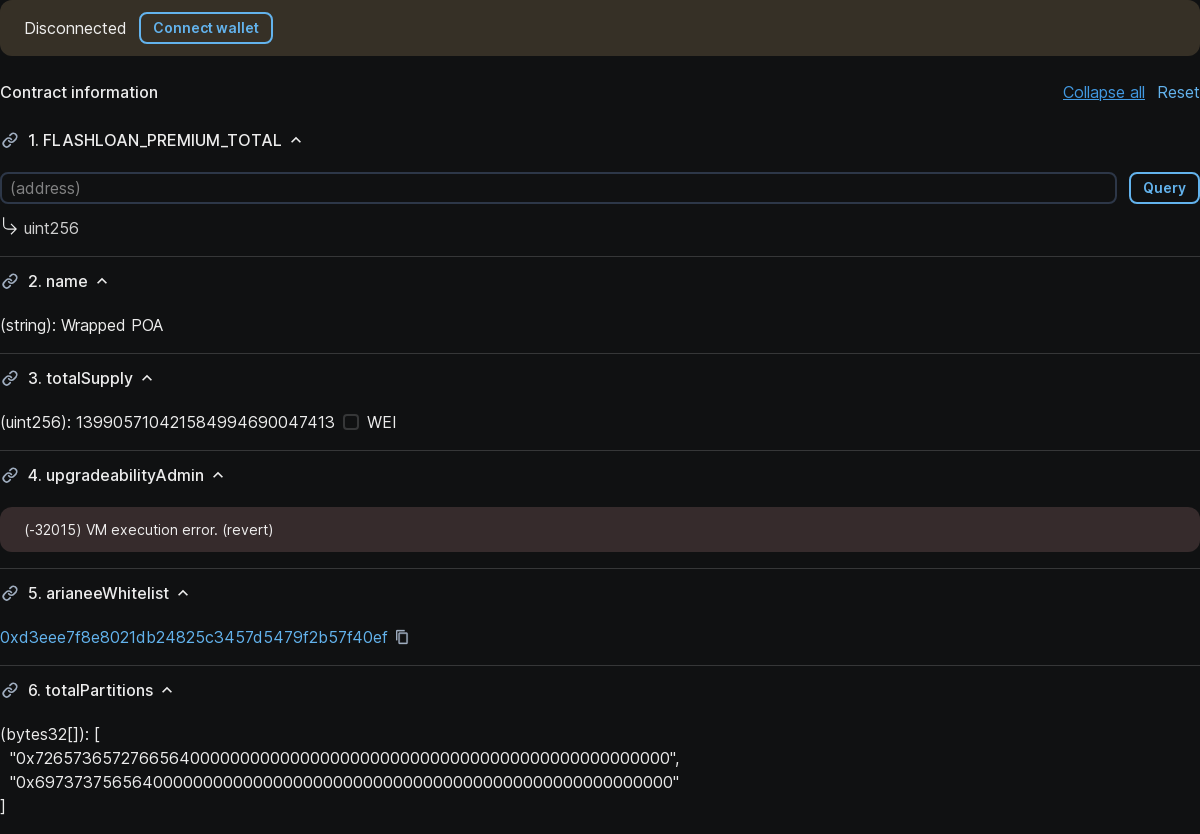 Disconnected Connect wallet
Contract information Collapse all Reset
1. FLASHLOAN_PREMIUM_TOTAL
(address) Query
uint256
2. name
(string): Wrapped POA
3. totalSupply
(uint256): 139905710421584994690047413 WEI
4. upgradeabilityAdmin
(-32015) VM execution error. (revert)
5. arianeeWhitelist
0xd3eee7f8e8021db24825c3457d5479f2b57f40ef
6. totalPartitions
(bytes32[]): [
"0x7265736572766564000000000000000000000000000000000000000000000000",
"0x6973737565640000000000000000000000000000000000000000000000000000"
]